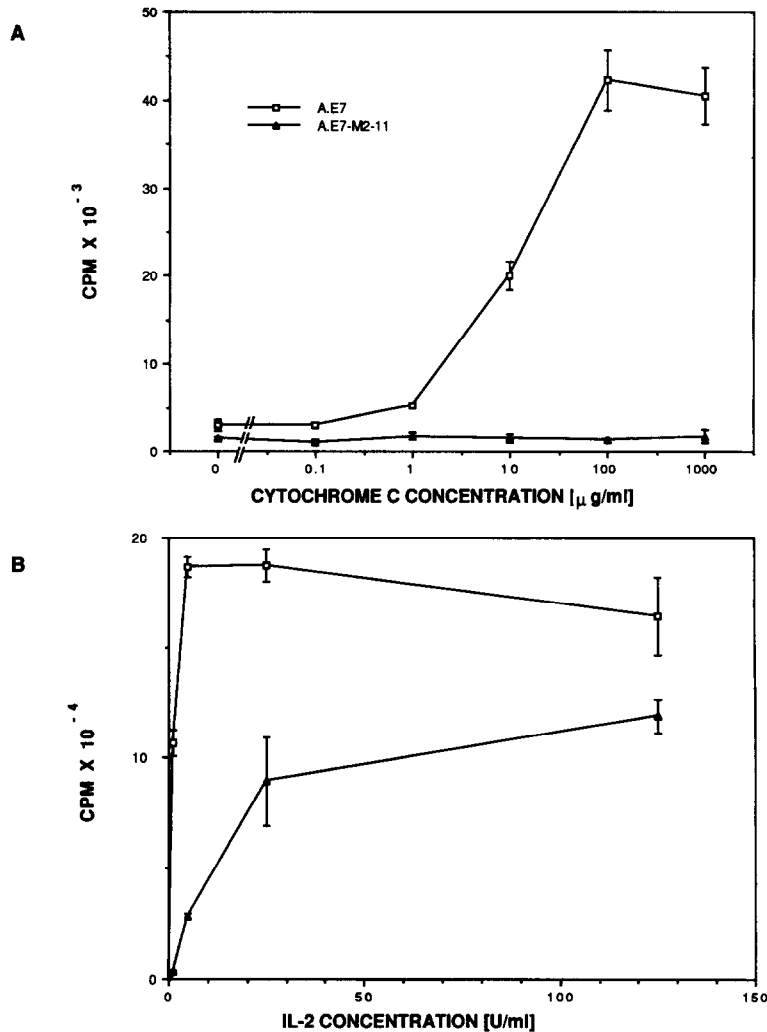 A
50
40
30
20
10
0
CPM X 10 -3
A.E7
A.E7-M2-11
0 0.1 1 10 100 1000
CYTOCHROME C CONCENTRATION [μ g/ml]
B
20
10
0
CPM X 10 -4
0 50 100 150
IL-2 CONCENTRATION [U/ml]